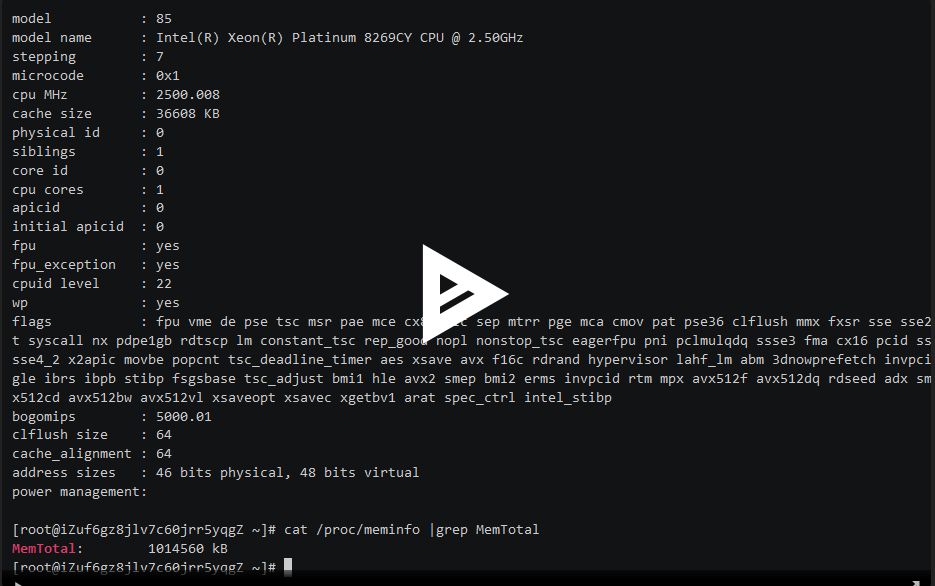 model           : 85
model name      : Intel(R) Xeon(R) Platinum 8269CY CPU @ 2.50GHz
stepping        : 7
microcode       : 0x1
cpu MHz         : 2500.008
cache size      : 36608 KB
physical id     : 0
siblings        : 1
core id         : 0
cpu cores       : 1
apicid          : 0
initial apicid  : 0
fpu             : yes
fpu_exception   : yes
cpuid level     : 22
wp              : yes
flags           : fpu vme de pse tsc msr pae mce sep mtrr pge mca cmov pat pse36 clflush mmx fxsr sse sse2
t syscall nx pdpe1gb rdtscp lm constant_tsc rep_good nopl nonstop_tsc eagerfpu pni pclmulqdq ssse3 fma cx16 pcid ss
sse4_2 x2apic movbe popcnt tsc_deadline_timer aes xsave avx f16c rdrand hypervisor lahf_lm abm 3dnowprefetch invpci
gle ibrs ibpb stibp fsgsbase tsc_adjust bmi1 hle avx2 smep bmi2 erms invpcid rtm mpx avx512f avx512dq rdseed adx sm
x512cd avx512bw avx512vl xsaveopt xsavec xgetbv1 arat spec_ctrl intel_stibp
bogomips        : 5000.01
clflush size    : 64
cache_alignment : 64
address sizes   : 46 bits physical, 48 bits virtual
power management:
[root@iZuf6gz8jlv7c60jrr5yqgZ ~]# cat /proc/meminfo |grep MemTotal
MemTotal:        1014560 kB
[root@iZuf6gz8jlv7c60jrr5yqgZ ~]#